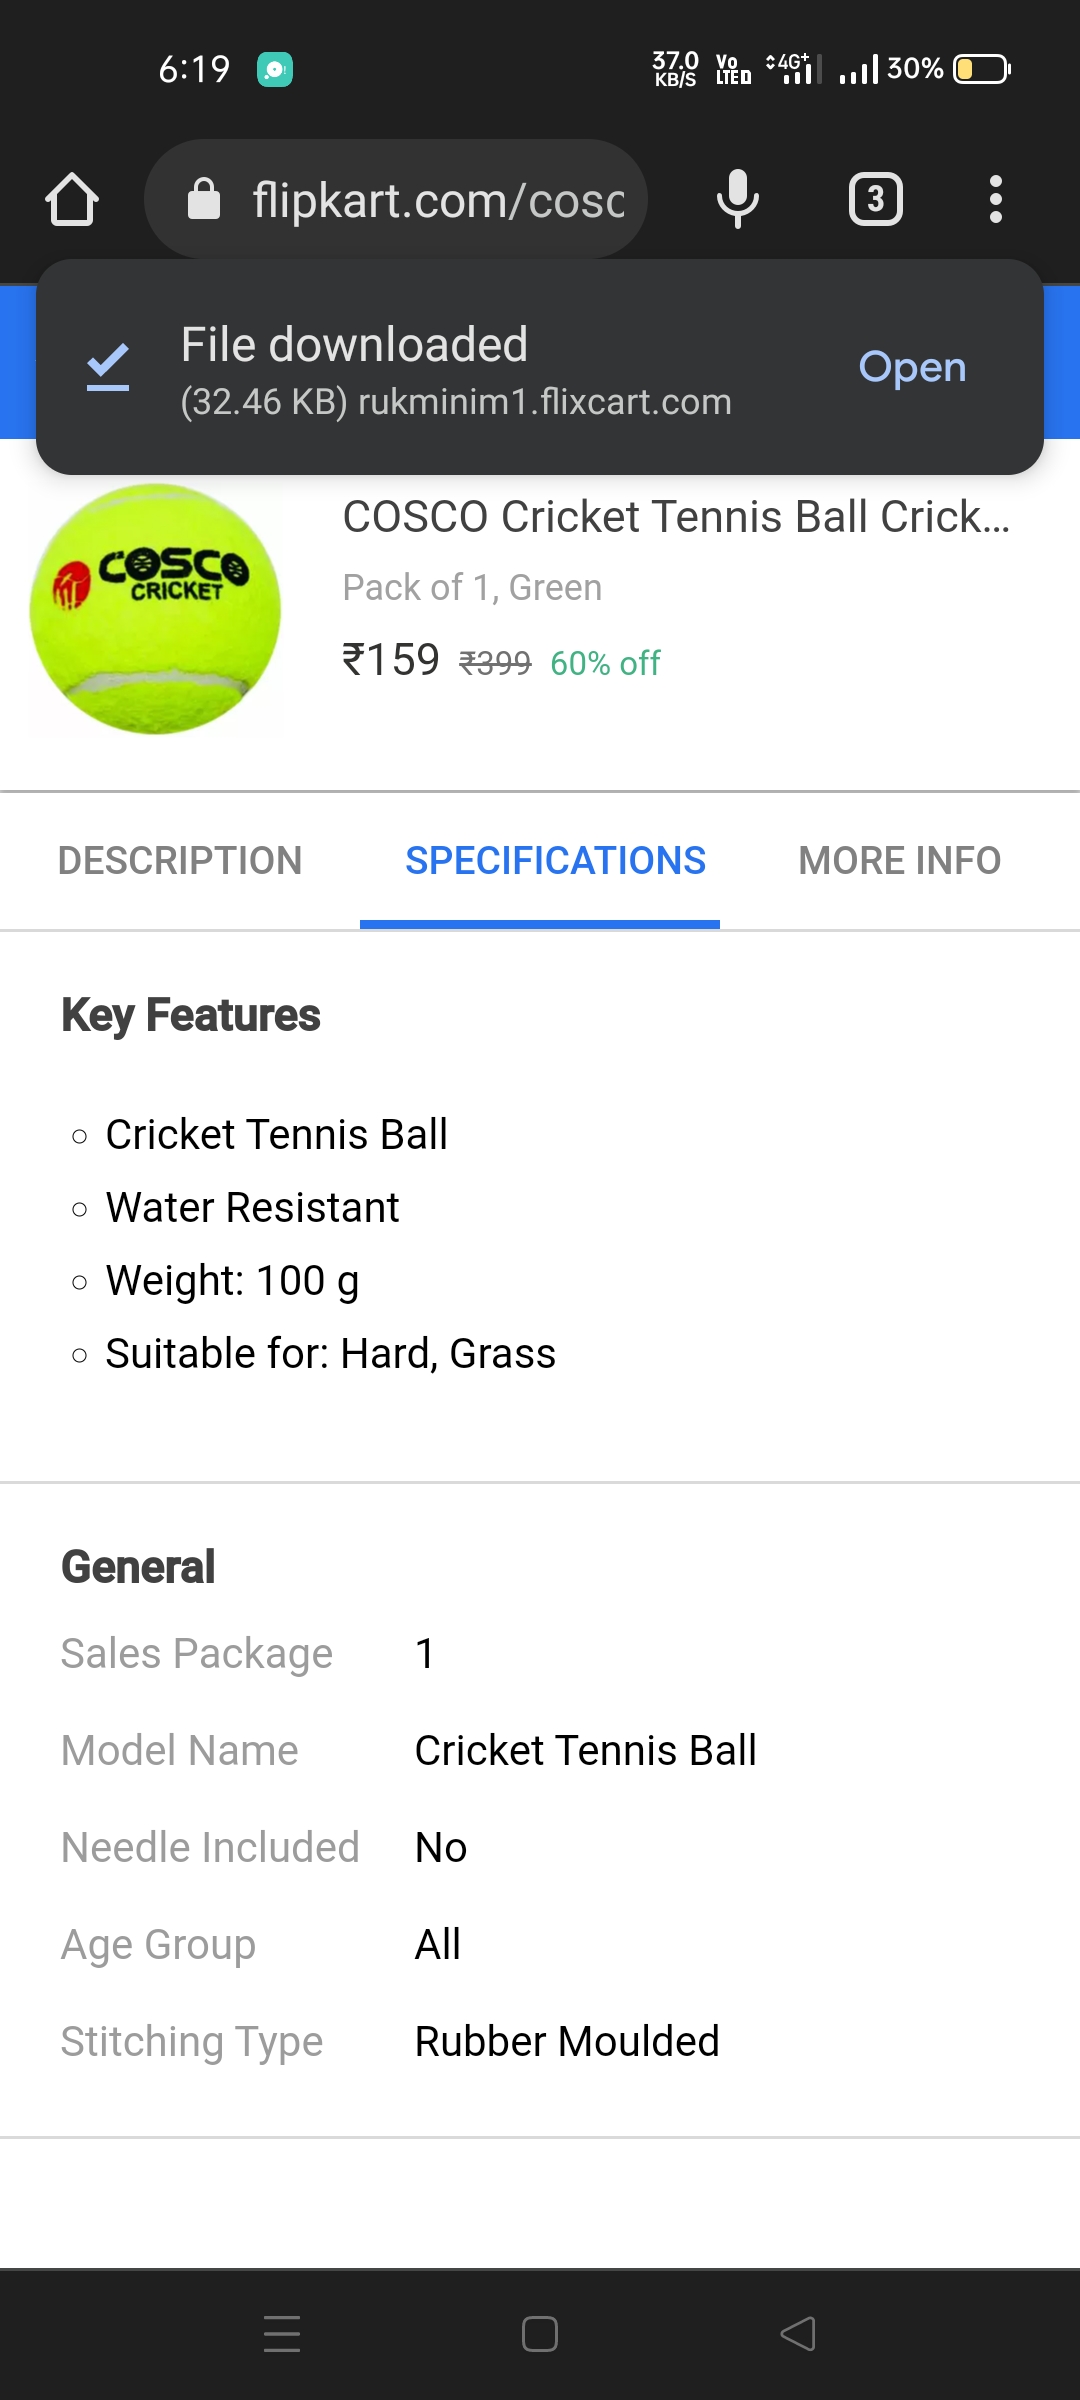 6:19
37.0 KB/S Vo LTE 4G+ 30%
flipkart.com/cosc
3
File downloaded
Open
(32.46 KB) rukminim1.flixcart.com
COSCO
CRICKET
COSCO Cricket Tennis Ball Crick...
Pack of 1, Green
₹159 ₹399 60% off
DESCRIPTION SPECIFICATIONS MORE INFO
Key Features
Cricket Tennis Ball
Water Resistant
Weight: 100 g
Suitable for: Hard, Grass
General
Sales Package 1
Model Name Cricket Tennis Ball
Needle Included No
Age Group All
Stitching Type Rubber Moulded